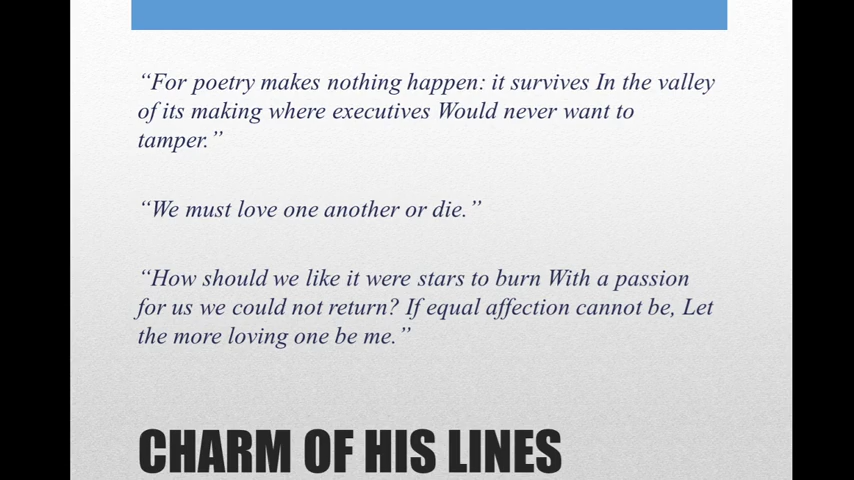 “For poetry makes nothing happen: it survives In the valley
of its making where executives Would never want to
tamper.”
“We must love one another or die.”
“How should we like it were stars to burn With a passion
for us we could not return? If equal affection cannot be, Let
the more loving one be me.”
CHARM OF HIS LINES